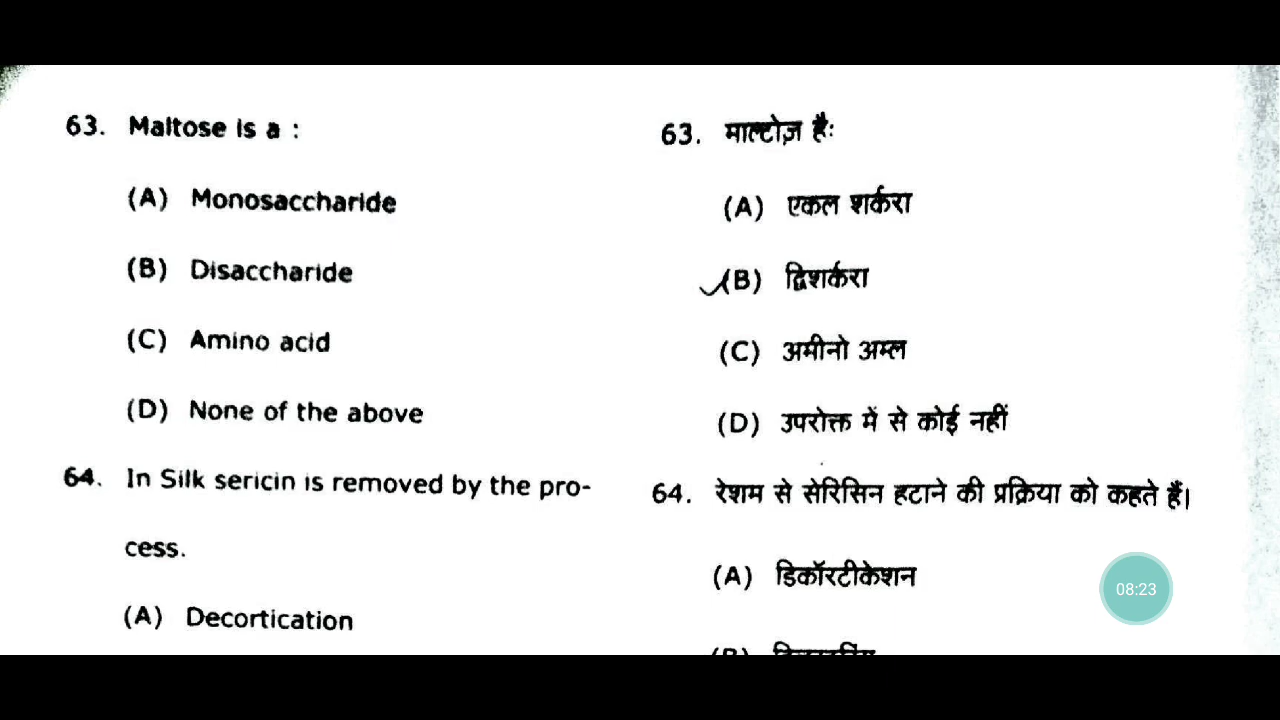 63. Maltose is a :
(A) Monosaccharide
(B) Disaccharide
(C) Amino acid
(D) None of the above
64. In Silk sericin is removed by the pro-
cess.
(A) Decortication
63. माल्टोज़ है:
(A) एकल शर्करा
(B) द्विशर्करा
(C) अमीनो अम्ल
(D) उपरोक्त में से कोई नहीं
64. रेशम से सेरिसिन हटाने की प्रक्रिया को कहते हैं।
(A) डिकॉरटीकेशन
(B)
08:23